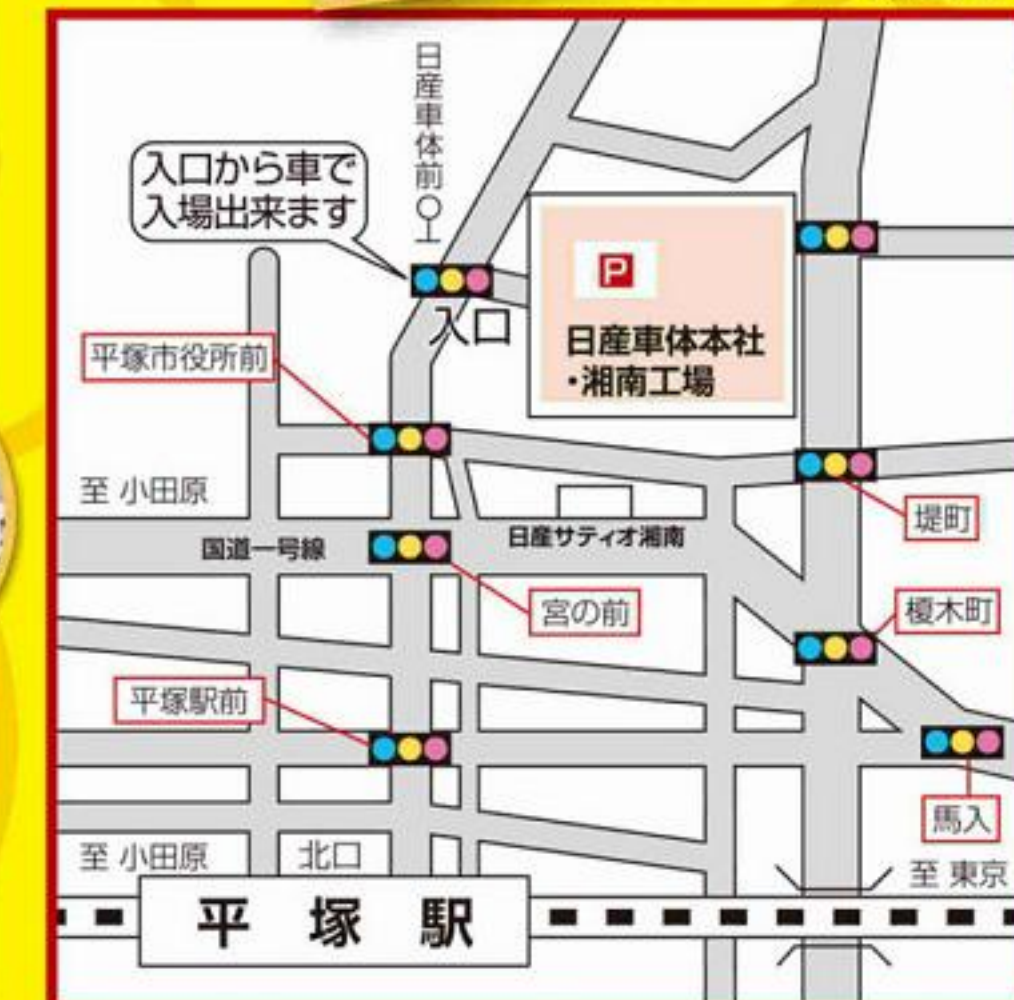 日産車体前
入口から車で
入場出来ます
P
入口
日産車体本社
・湘南工場
平塚市役所前
至 小田原
堤町
国道一号線
日産サティオ湘南
宮の前
榎木町
平塚駅前
馬入
至 小田原
北口
至 東京
平塚駅